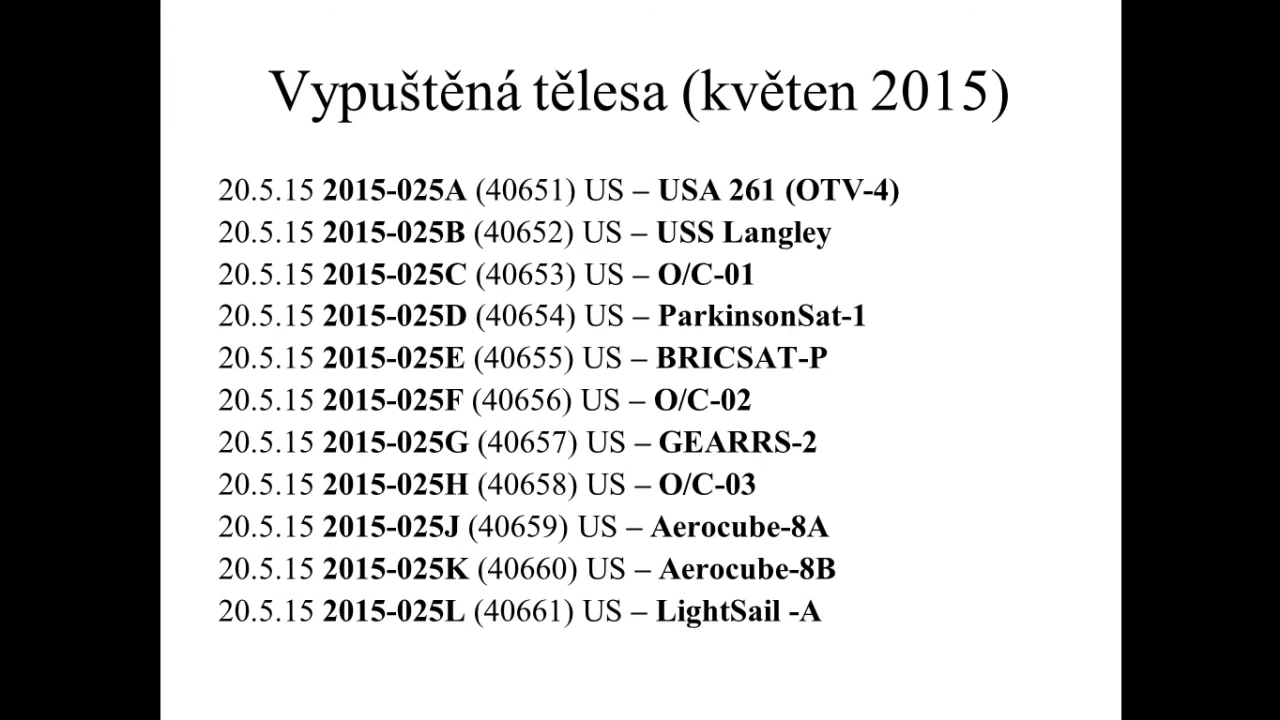 Vypuštěná tělesa (květen 2015)
20.5.15 2015-025A (40651) US – USA 261 (OTV-4)
20.5.15 2015-025B (40652) US – USS Langley
20.5.15 2015-025C (40653) US – O/C-01
20.5.15 2015-025D (40654) US – ParkinsonSat-1
20.5.15 2015-025E (40655) US – BRICSAT-P
20.5.15 2015-025F (40656) US – O/C-02
20.5.15 2015-025G (40657) US – GEARRS-2
20.5.15 2015-025H (40658) US – O/C-03
20.5.15 2015-025J (40659) US – Aerocube-8A
20.5.15 2015-025K (40660) US – Aerocube-8B
20.5.15 2015-025L (40661) US – LightSail -A